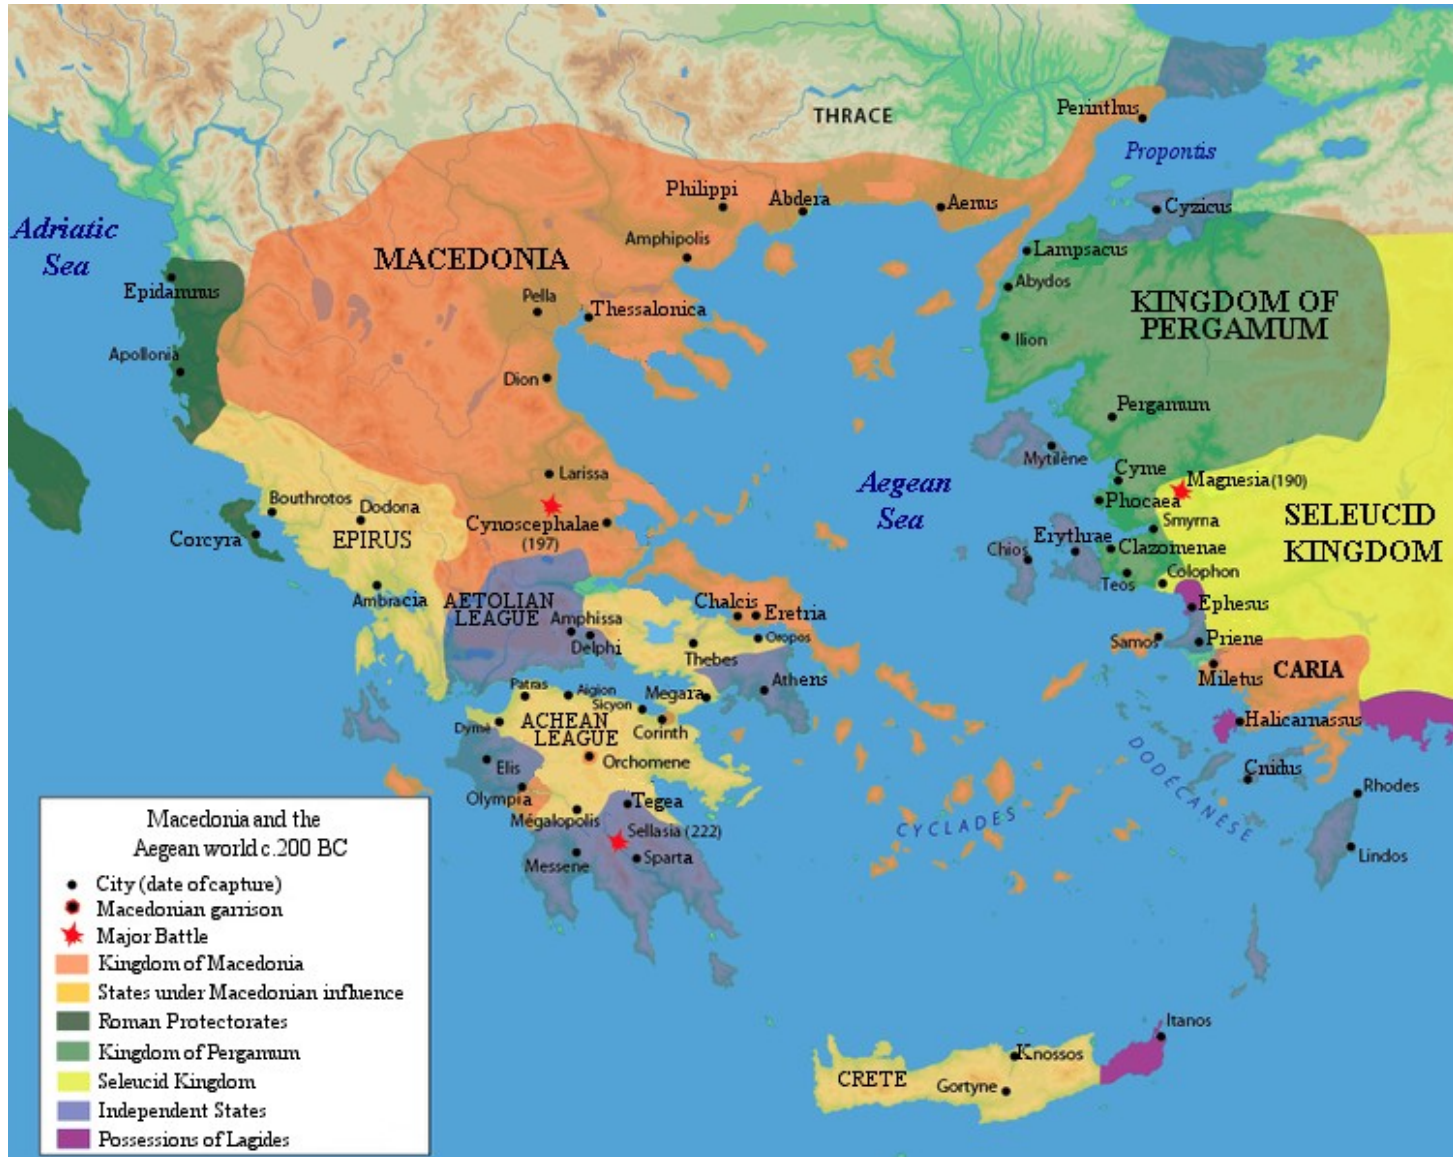 THRACE
Perinthus
Propontis
Adriatic
Sea
Philippi
Abdera
Aenus
Cyzicus
Amphipolis
MACEDONIA
Lampsacus
Epidamnus
Pella
Thessalonica
Abydos
KINGDOM OF
PERGAMUM
Apollonia
Ilion
Dion
Pergamum
Mytilène
Larissa
Cyme
Magnesia (190)
Aegean
Sea
Phocaea
Bouthrotos
Dodona
Cynoscephalae
(197)
Smyrna
SELEUCID
KINGDOM
Corcyra
EPIRUS
Chios
Erythrae
Clazomenae
Teos
Colophon
Ambracia
AETOLIAN
LEAGUE
Amphissa
Delphi
Chalcis
Eretria
Ephesus
Oropos
Thebes
Samos
Priene
Athens
Miletus
CARIA
Patras
Aigion
Sicyon
Megara
Dymé
ACHEAN
LEAGUE
Corinth
Halicarnassus
Elis
Orchomene
Cnidus
DODÉCANÈSE
Rhodes
Olympia
Tegea
Mégalopolis
CYCLADES
Sellasia (222)
Messene
Sparta
Lindos
Itanos
Knossos
CRETE
Gortyne
Macedonia and the
Aegean world c.200 BC
City (date of capture)
Macedonian garrison
Major Battle
Kingdom of Macedonia
States under Macedonian influence
Roman Protectorates
Kingdom of Pergamum
Seleucid Kingdom
Independent States
Possessions of Lagides